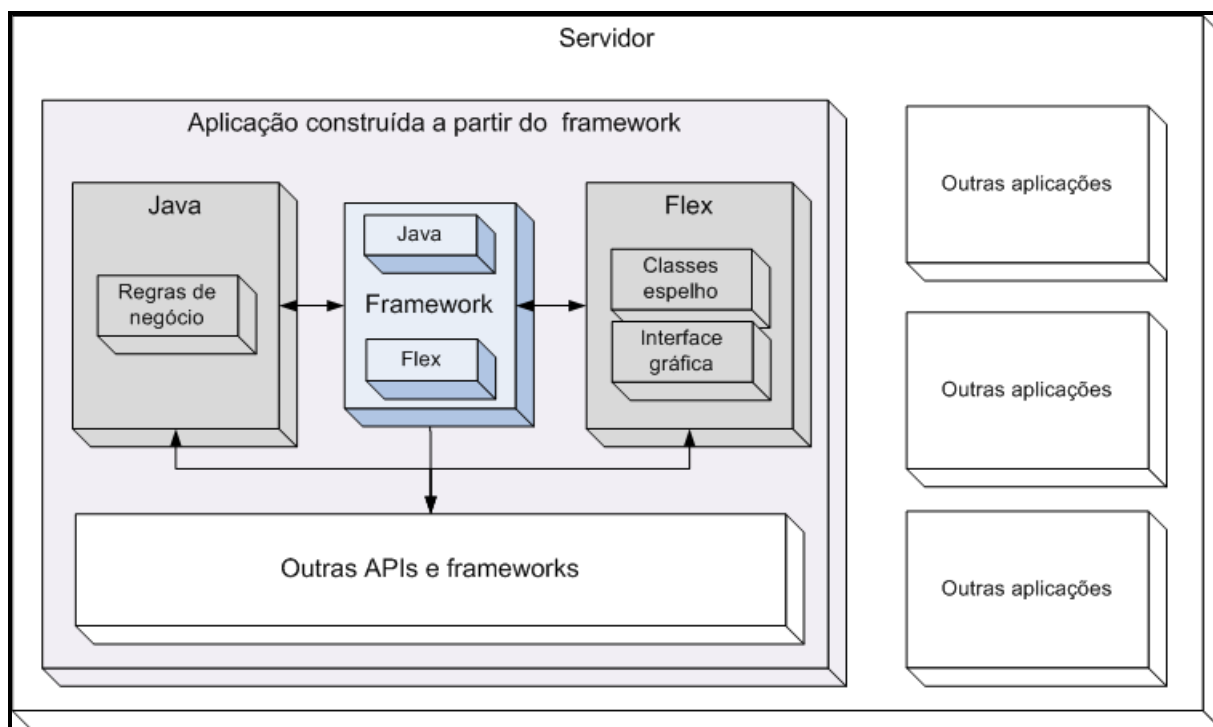 Servidor
Aplicação construída a partir do framework
Java
Regras de
negócio
Java
Framework
Flex
Flex
Classes
espelho
Interface
gráfica
Outras APIs e frameworks
Outras aplicações
Outras aplicações
Outras aplicações